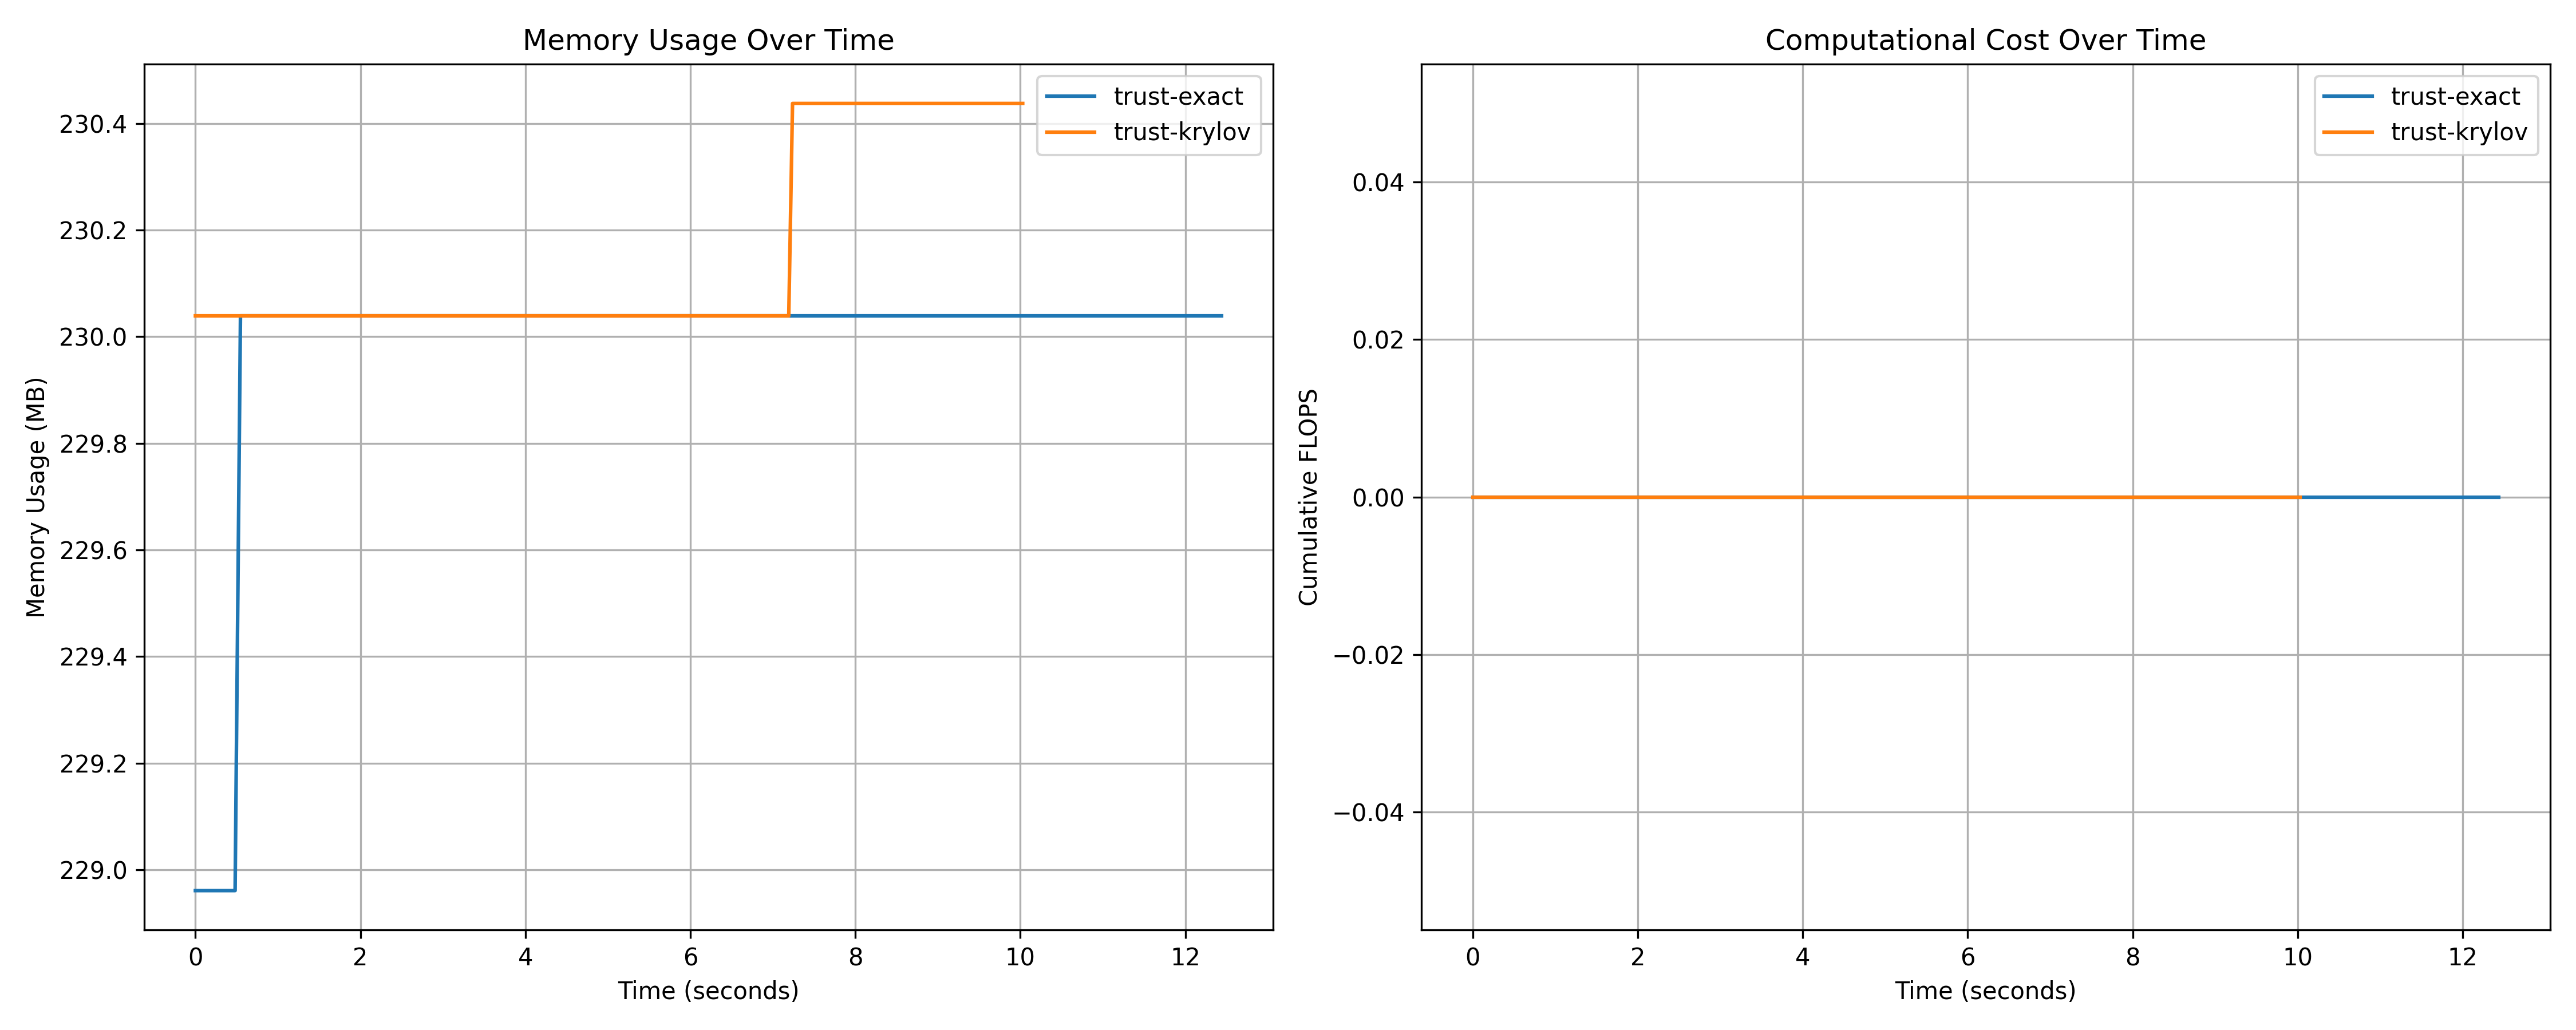 Memory Usage Over Time
trust-exact
trust-krylov
230.4
230.2
230.0
229.8
229.6
229.4
229.2
229.0
Memory Usage (MB)
0 2 4 6 8 10 12
Time (seconds)
Computational Cost Over Time
trust-exact
trust-krylov
0.04
0.02
0.00
−0.02
−0.04
Cumulative FLOPS
0 2 4 6 8 10 12
Time (seconds)